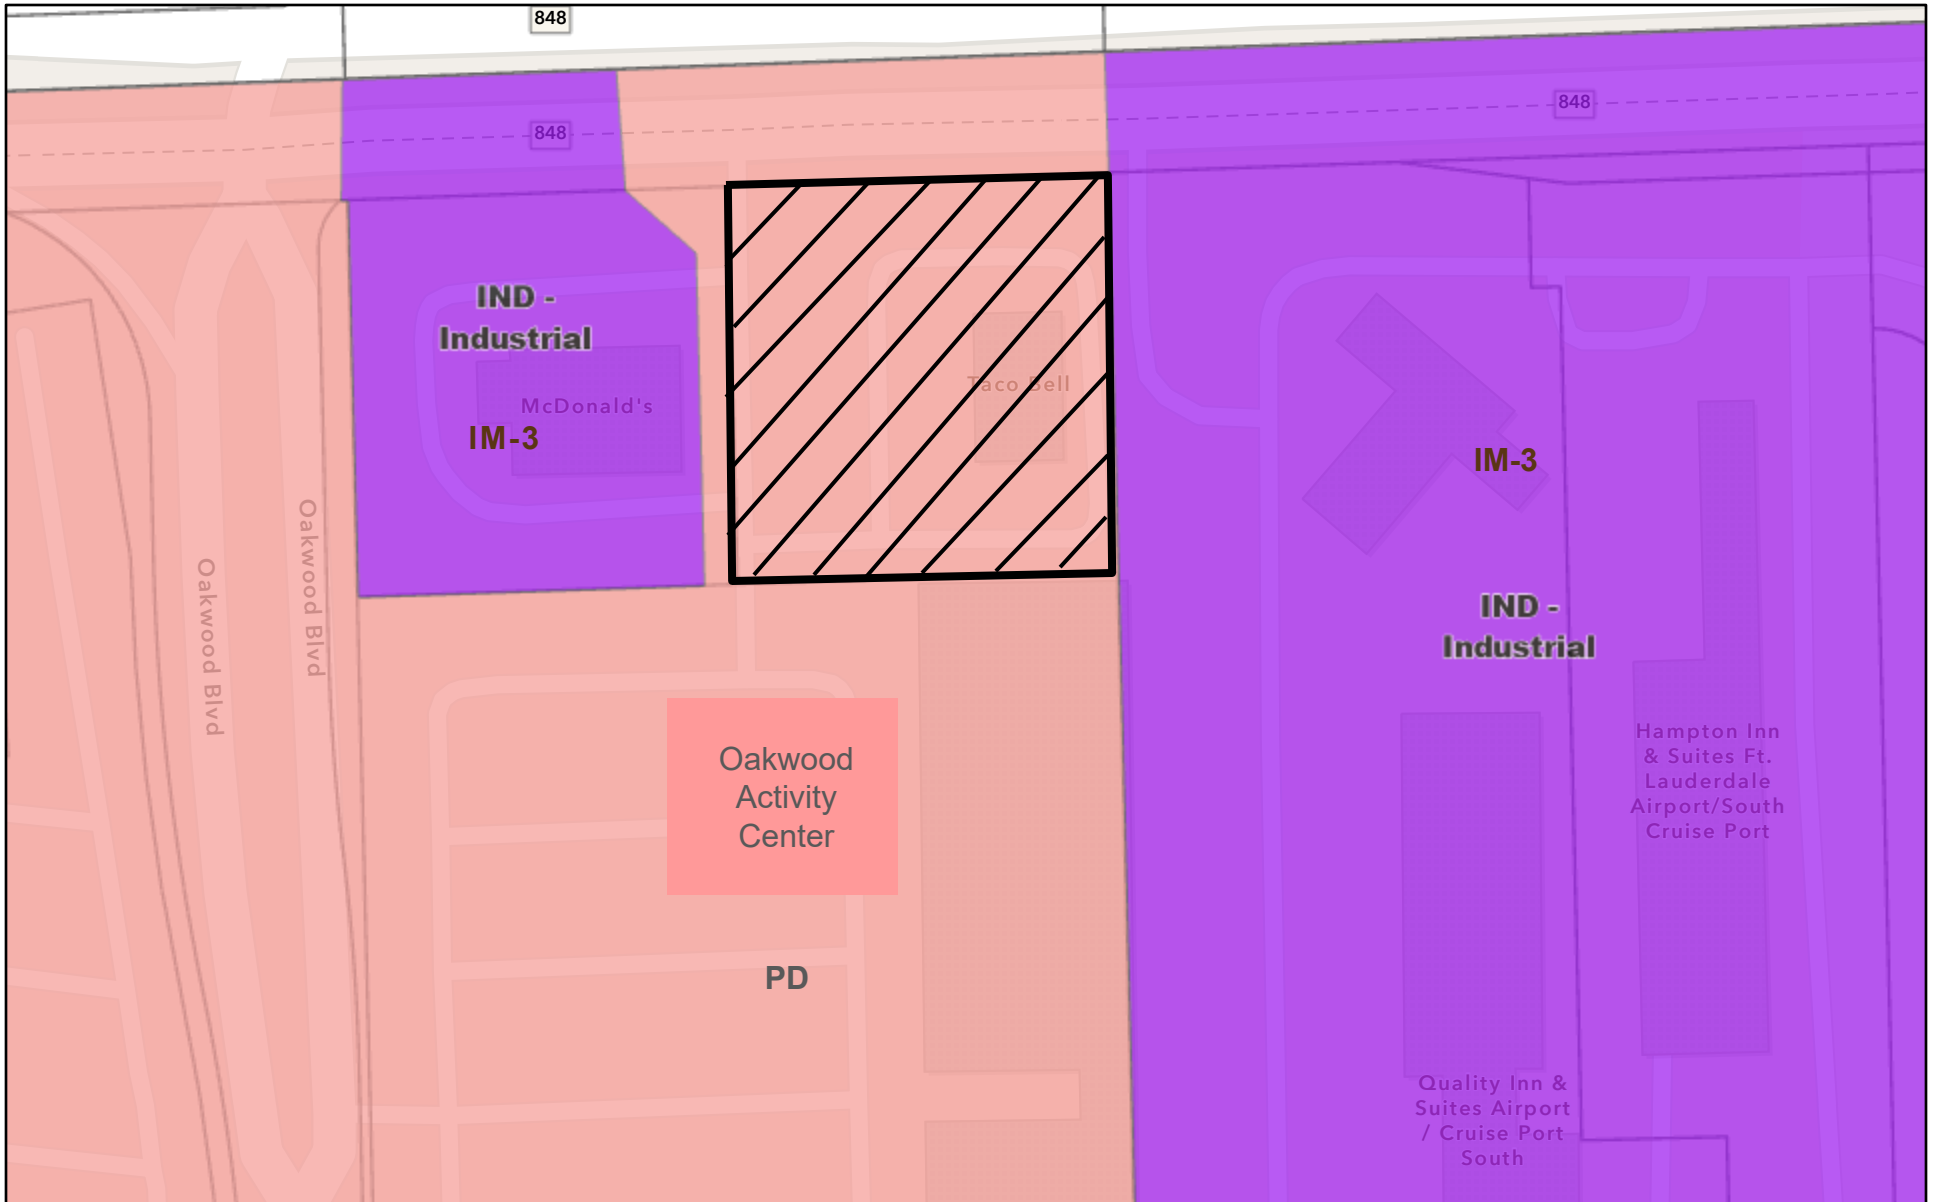 848
848
848
IND -
Industrial
McDonald's
IM-3
Taco Bell
IM-3
Oakwood Blvd
Oakwood Blvd
IND -
Industrial
Oakwood
Activity
Center
PD
Hampton Inn
& Suites Ft.
Lauderdale
Airport/South
Cruise Port
Quality Inn &
Suites Airport
/ Cruise Port
South